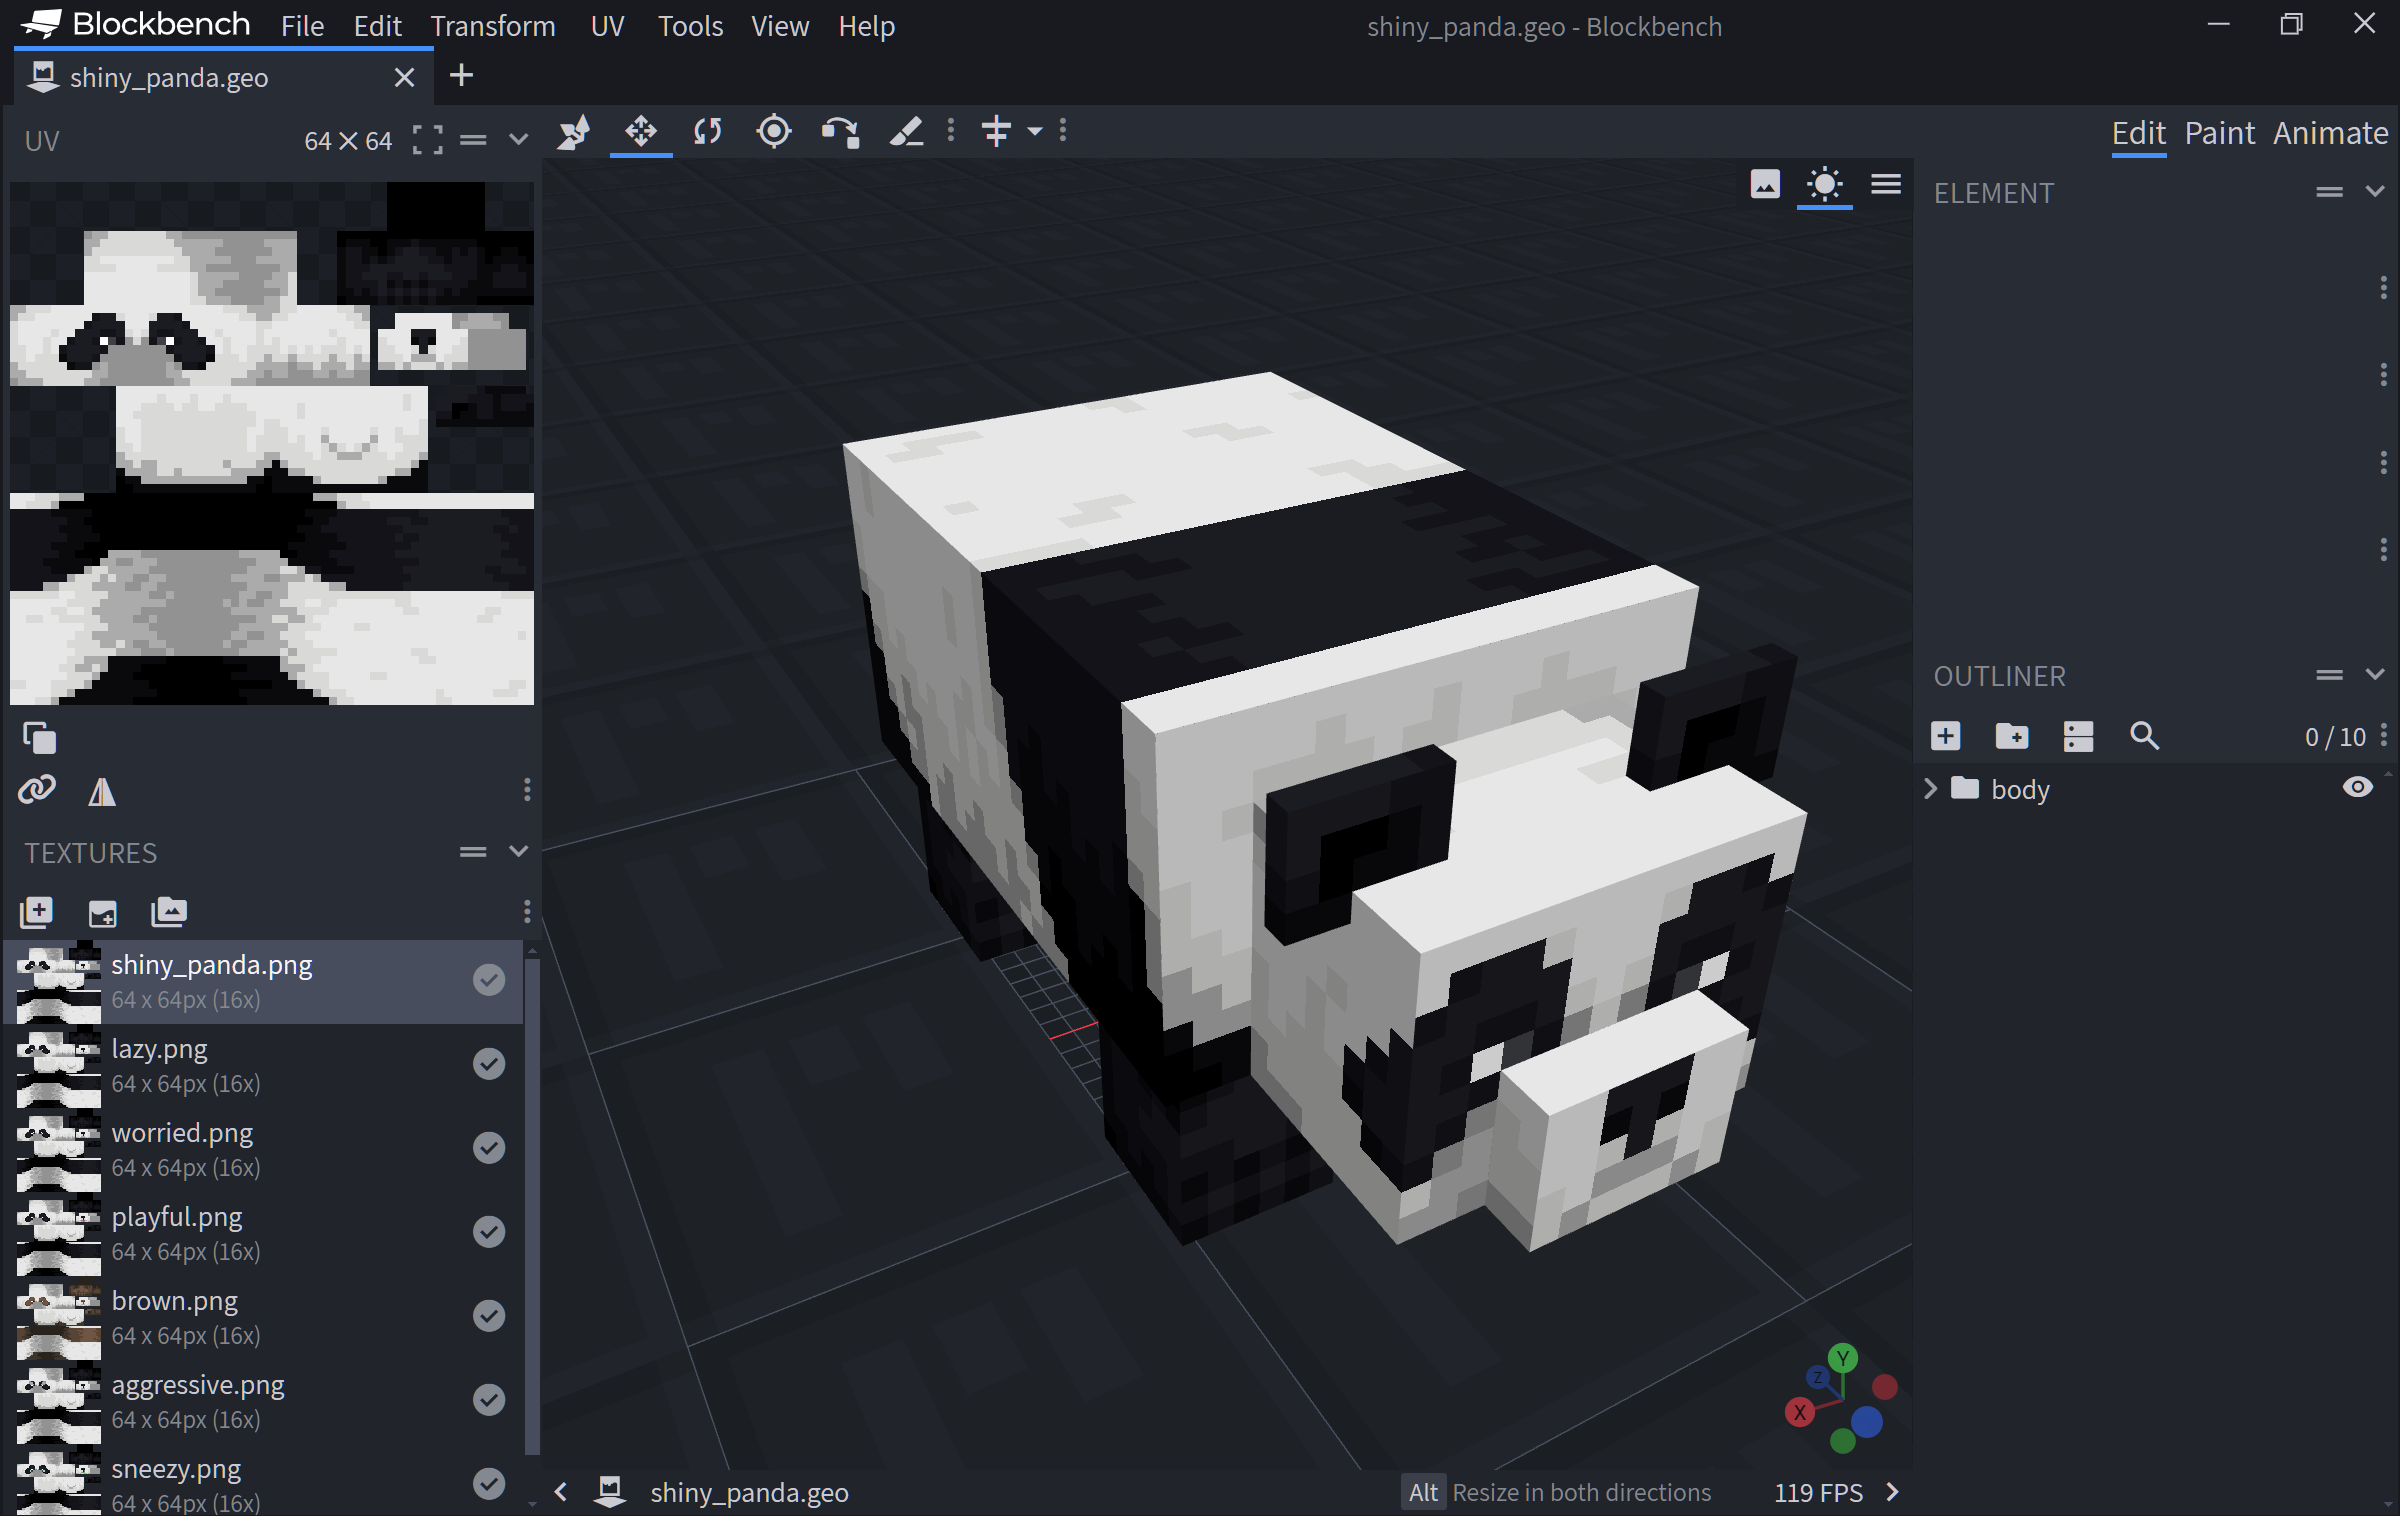 Blockbench File Edit Transform UV Tools View Help shiny_panda.geo - Blockbench
shiny_panda.geo
UV 64 × 64
Edit Paint Animate
ELEMENT
OUTLINER
0 / 10
body
TEXTURES
shiny_panda.png
64 x 64px (16x)
lazy.png
64 x 64px (16x)
worried.png
64 x 64px (16x)
playful.png
64 x 64px (16x)
brown.png
64 x 64px (16x)
aggressive.png
64 x 64px (16x)
sneezy.png
64 x 64px (16x)
Y
Z
X
shiny_panda.geo Alt Resize in both directions 119 FPS